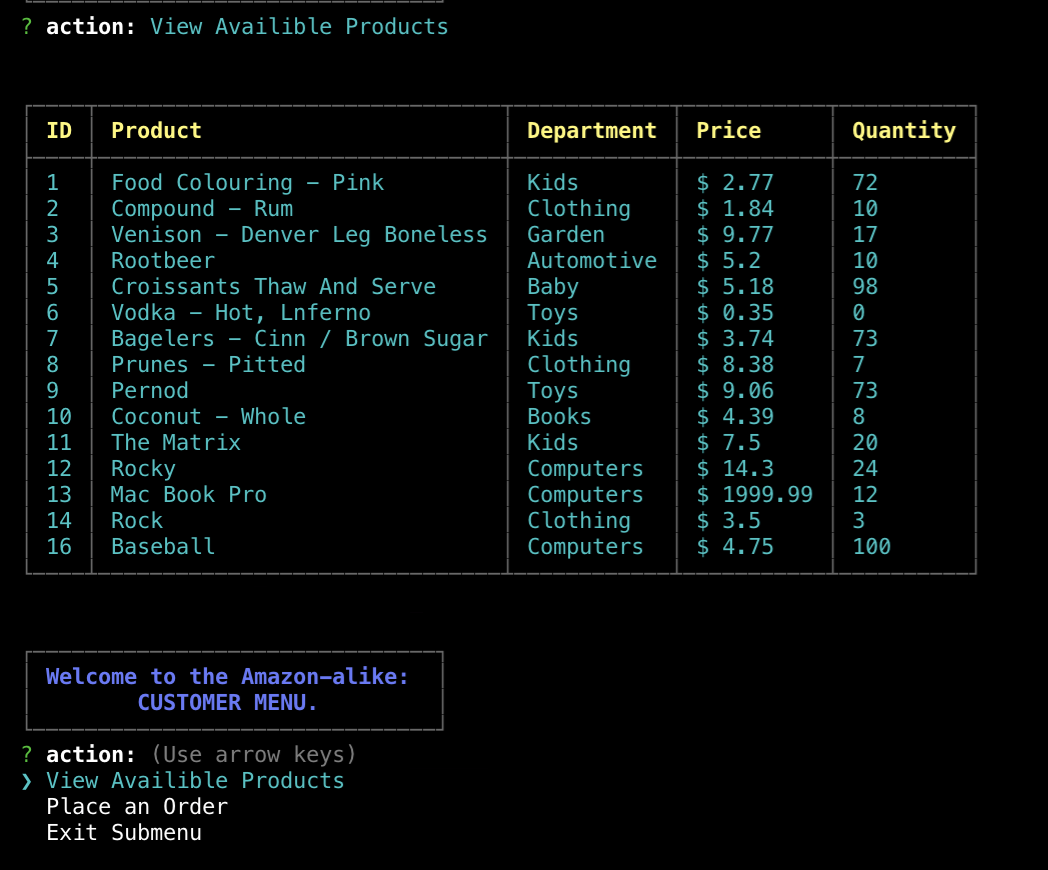 ? action: View Availible Products
ID Product Department Price Quantity
1 Food Colouring – Pink Kids $ 2.77 72
2 Compound – Rum Clothing $ 1.84 10
3 Venison – Denver Leg Boneless Garden $ 9.77 17
4 Rootbeer Automotive $ 5.2 10
5 Croissants Thaw And Serve Baby $ 5.18 98
6 Vodka – Hot, Lnferno Toys $ 0.35 0
7 Bagelers – Cinn / Brown Sugar Kids $ 3.74 73
8 Prunes – Pitted Clothing $ 8.38 7
9 Pernod Toys $ 9.06 73
10 Coconut – Whole Books $ 4.39 8
11 The Matrix Kids $ 7.5 20
12 Rocky Computers $ 14.3 24
13 Mac Book Pro Computers $ 1999.99 12
14 Rock Clothing $ 3.5 3
16 Baseball Computers $ 4.75 100
Welcome to the Amazon–alike:
CUSTOMER MENU.
? action: (Use arrow keys)
❯ View Availible Products
Place an Order
Exit Submenu